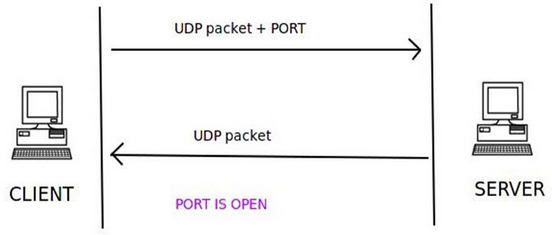 UDP packet + PORT
UDP packet
CLIENT
SERVER
PORT IS OPEN